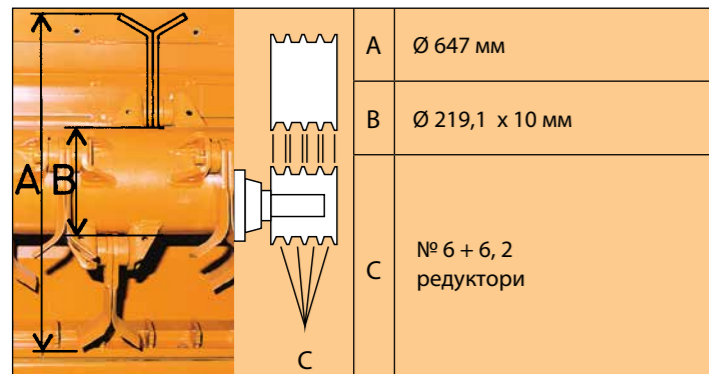 A
B
C
A Ø 647 мм
B Ø 219,1 x 10 мм
C № 6 + 6, 2
редуктори